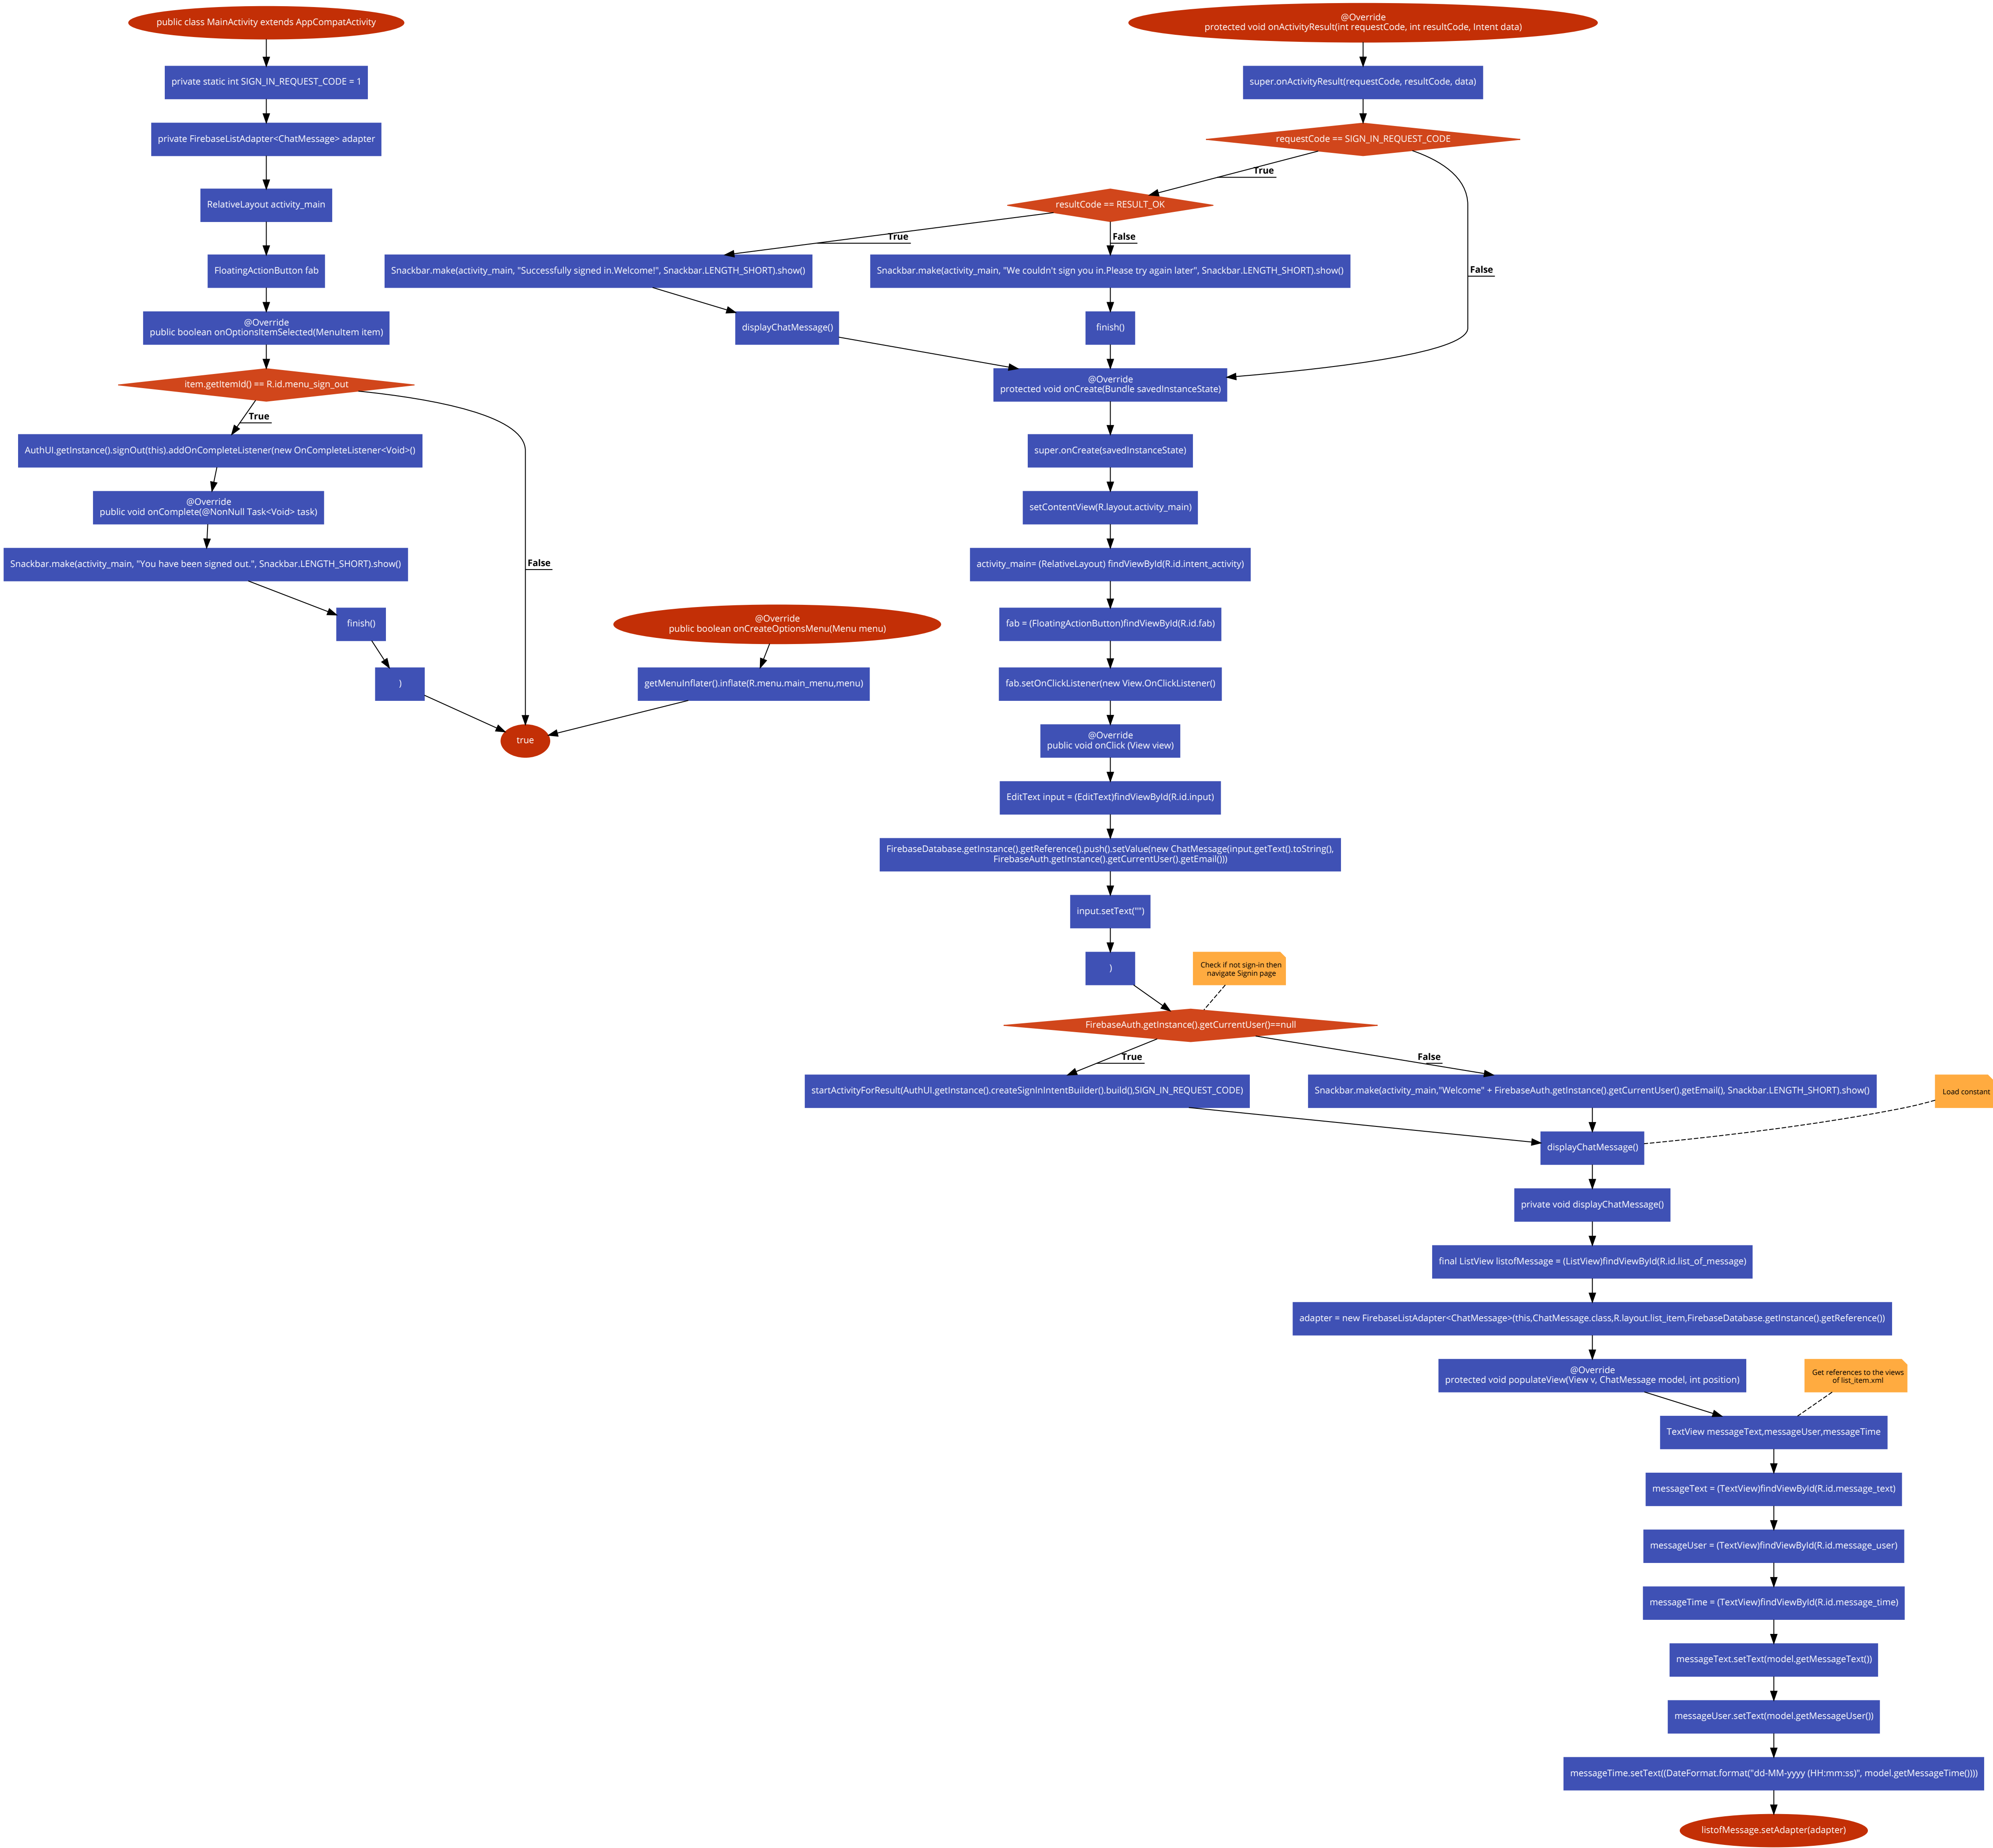 public class MainActivity extends AppCompatActivity
private static int SIGN_IN_REQUEST_CODE = 1
private FirebaseListAdapter<ChatMessage> adapter
RelativeLayout activity_main
FloatingActionButton fab
@Override
public boolean onOptionsItemSelected(MenuItem item)
item.getItemId() == R.id.menu_sign_out
True
False
AuthUI.getInstance().signOut(this).addOnCompleteListener(new OnCompleteListener<Void>()
@Override
public void onComplete(@NonNull Task<Void> task)
Snackbar.make(activity_main, "You have been signed out.", Snackbar.LENGTH_SHORT).show()
finish()
)
@Override
public boolean onCreateOptionsMenu(Menu menu)
getMenuInflater().inflate(R.menu.main_menu,menu)
true
@Override
protected void onActivityResult(int requestCode, int resultCode, Intent data)
super.onActivityResult(requestCode, resultCode, data)
requestCode == SIGN_IN_REQUEST_CODE
True
False
resultCode == RESULT_OK
True
False
Snackbar.make(activity_main, "Successfully signed in.Welcome!", Snackbar.LENGTH_SHORT).show()
Snackbar.make(activity_main, "We couldn't sign you in.Please try again later", Snackbar.LENGTH_SHORT).show()
displayChatMessage()
finish()
@Override
protected void onCreate(Bundle savedInstanceState)
super.onCreate(savedInstanceState)
setContentView(R.layout.activity_main)
activity_main= (RelativeLayout) findViewById(R.id.intent_activity)
fab = (FloatingActionButton)findViewById(R.id.fab)
fab.setOnClickListener(new View.OnClickListener()
@Override
public void onClick (View view)
EditText input = (EditText)findViewById(R.id.input)
FirebaseDatabase.getInstance().getReference().push().setValue(new ChatMessage(input.getText().toString(),
FirebaseAuth.getInstance().getCurrentUser().getEmail()))
input.setText("")
)
Check if not sign-in then
navigate Signin page
FirebaseAuth.getInstance().getCurrentUser()==null
True
False
startActivityForResult(AuthUI.getInstance().createSignInIntentBuilder().build(),SIGN_IN_REQUEST_CODE)
Snackbar.make(activity_main,"Welcome" + FirebaseAuth.getInstance().getCurrentUser().getEmail(), Snackbar.LENGTH_SHORT).show()
Load constant
displayChatMessage()
private void displayChatMessage()
final ListView listofMessage = (ListView)findViewById(R.id.list_of_message)
adapter = new FirebaseListAdapter<ChatMessage>(this,ChatMessage.class,R.layout.list_item,FirebaseDatabase.getInstance().getReference())
@Override
protected void populateView(View v, ChatMessage model, int position)
Get references to the views
of list_item.xml
TextView messageText,messageUser,messageTime
messageText = (TextView)findViewById(R.id.message_text)
messageUser = (TextView)findViewById(R.id.message_user)
messageTime = (TextView)findViewById(R.id.message_time)
messageText.setText(model.getMessageText())
messageUser.setText(model.getMessageUser())
messageTime.setText((DateFormat.format("dd-MM-yyyy (HH:mm:ss)", model.getMessageTime())))
listofMessage.setAdapter(adapter)